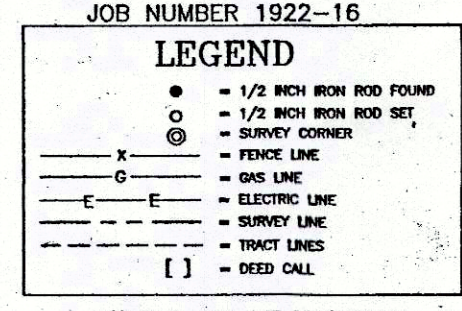 JOB NUMBER 1922-16
LEGEND
= 1/2 INCH IRON ROD FOUND
= 1/2 INCH IRON ROD SET
= SURVEY CORNER
X = FENCE LINE
G = GAS LINE
E E = ELECTRIC LINE
= SURVEY LINE
= TRACT LINES
[ ] = DEED CALL